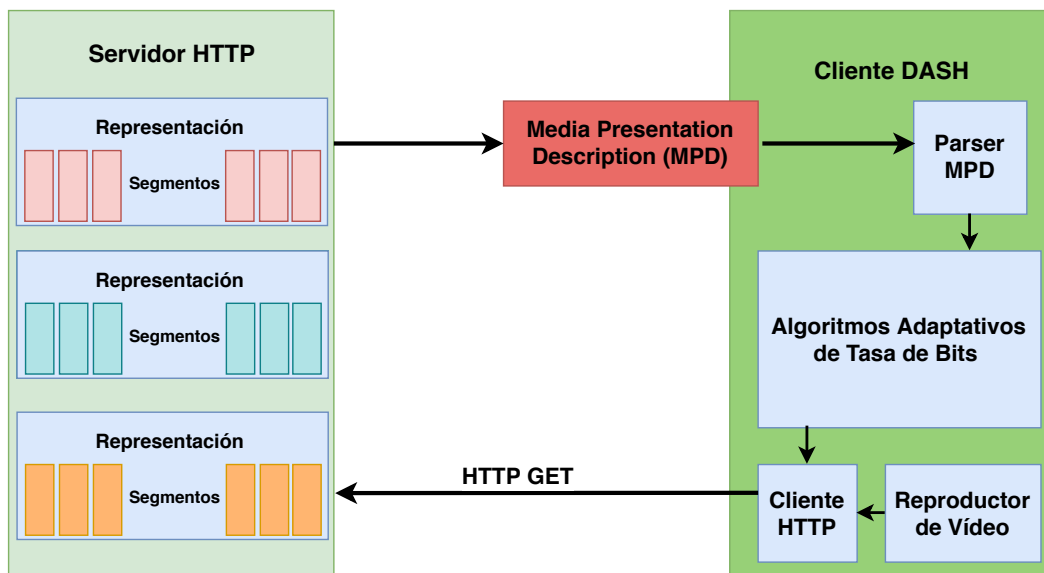 Servidor HTTP
Representación
Segmentos
Representación
Segmentos
Representación
Segmentos
Media Presentation
Description (MPD)
HTTP GET
Cliente DASH
Parser
MPD
Algoritmos Adaptativos
de Tasa de Bits
Cliente
HTTP
Reproductor
de Vídeo